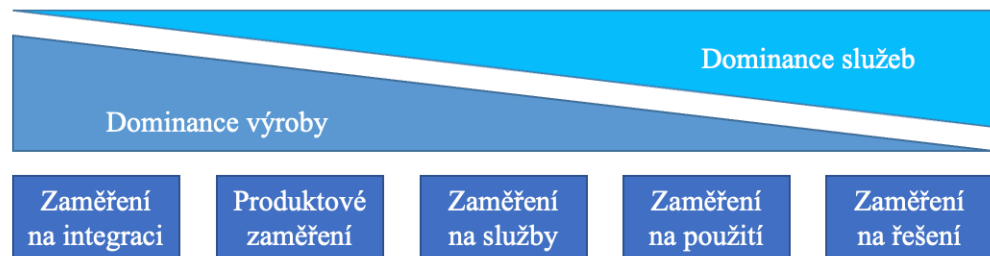 Dominance služeb
Dominance výroby
Zaměření
na integraci
Produktové
zaměření
Zaměření
na služby
Zaměření
na použití
Zaměření
na řešení